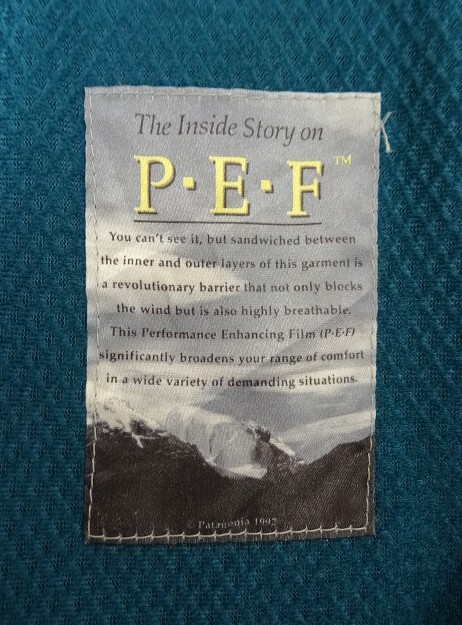 The Inside Story on
P·E·F™
You can't see it, but sandwiched between
the inner and outer layers of this garment is
a revolutionary barrier that not only blocks
the wind but is also highly breathable.
This Performance Enhancing Film (P·E·F)
significantly broadens your range of comfort
in a wide variety of demanding situations.
© Patagonia 1992